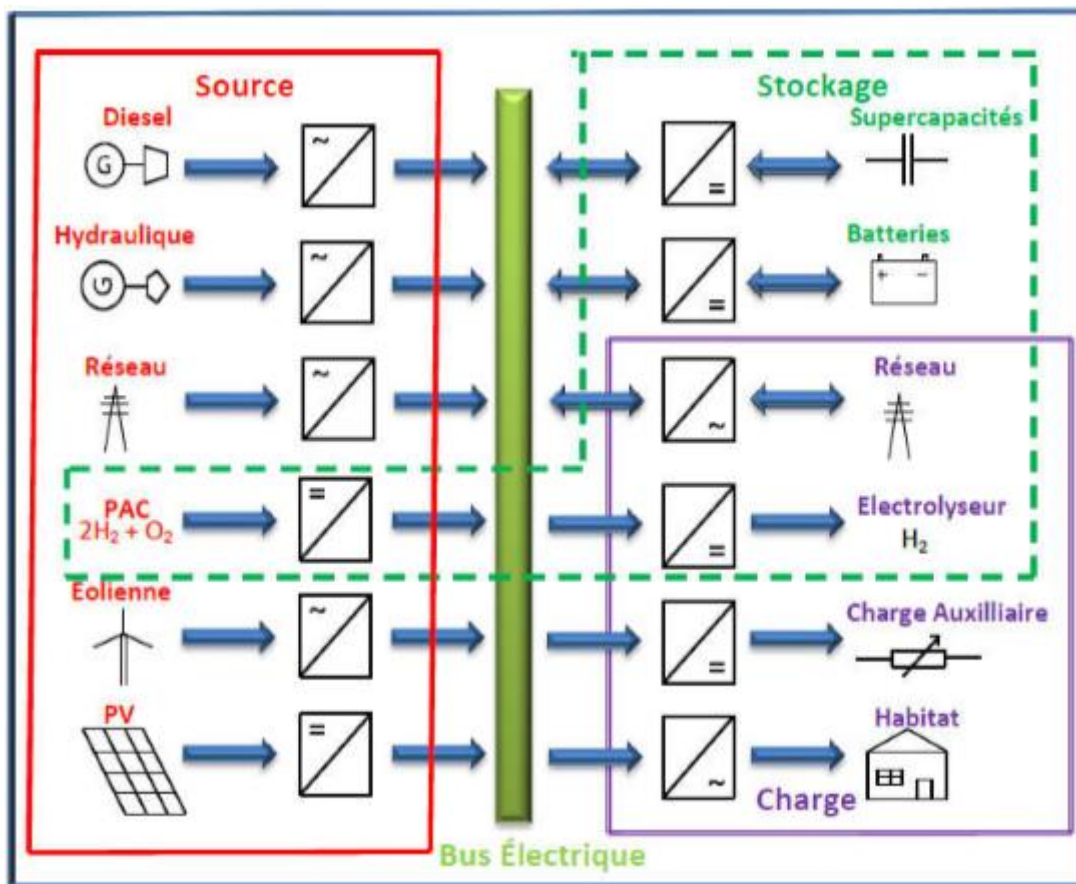 Source
Stockage
Diesel
G
~
=
Supercapacités
Hydraulique
G
~
=
Batteries
+ −
Réseau
~
~
Réseau
PAC
2H₂ + O₂
=
=
Electrolyseur
H₂
Eolienne
~
=
Charge Auxilliaire
PV
=
~
Habitat
Charge
Bus Électrique